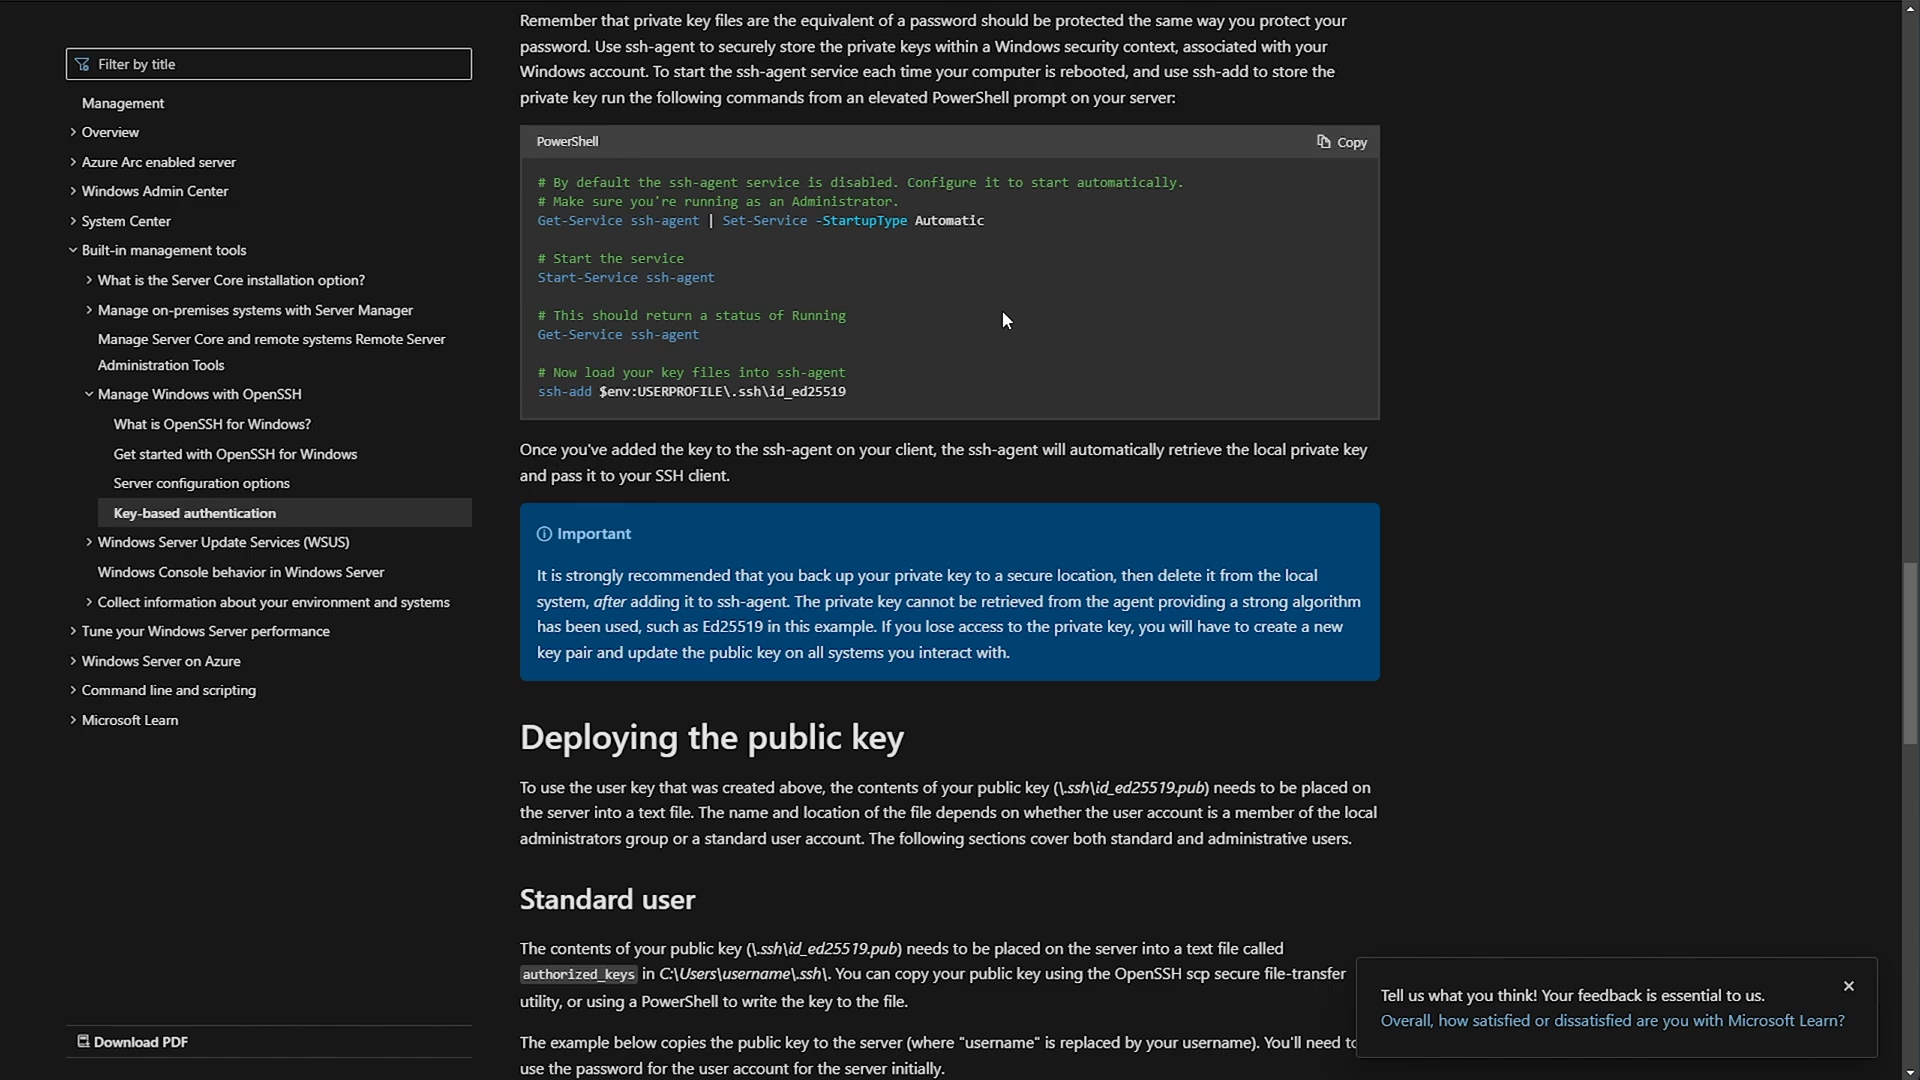 Filter by title
Management
Overview
Azure Arc enabled server
Windows Admin Center
System Center
Built-in management tools
What is the Server Core installation option?
Manage on-premises systems with Server Manager
Manage Server Core and remote systems Remote Server
Administration Tools
Manage Windows with OpenSSH
What is OpenSSH for Windows?
Get started with OpenSSH for Windows
Server configuration options
Key-based authentication
Windows Server Update Services (WSUS)
Windows Console behavior in Windows Server
Collect information about your environment and systems
Tune your Windows Server performance
Windows Server on Azure
Command line and scripting
Microsoft Learn
Download PDF
Remember that private key files are the equivalent of a password should be protected the same way you protect your
password. Use ssh-agent to securely store the private keys within a Windows security context, associated with your
Windows account. To start the ssh-agent service each time your computer is rebooted, and use ssh-add to store the
private key run the following commands from an elevated PowerShell prompt on your server:
PowerShell
Copy
# By default the ssh-agent service is disabled. Configure it to start automatically.
# Make sure you're running as an Administrator.
Get-Service ssh-agent | Set-Service -StartupType Automatic
# Start the service
Start-Service ssh-agent
# This should return a status of Running
Get-Service ssh-agent
# Now load your key files into ssh-agent
ssh-add $env:USERPROFILE\.ssh\id_ed25519
Once you've added the key to the ssh-agent on your client, the ssh-agent will automatically retrieve the local private key
and pass it to your SSH client.
Important
It is strongly recommended that you back up your private key to a secure location, then delete it from the local
system, after adding it to ssh-agent. The private key cannot be retrieved from the agent providing a strong algorithm
has been used, such as Ed25519 in this example. If you lose access to the private key, you will have to create a new
key pair and update the public key on all systems you interact with.
Deploying the public key
To use the user key that was created above, the contents of your public key (\.ssh\id_ed25519.pub) needs to be placed on
the server into a text file. The name and location of the file depends on whether the user account is a member of the local
administrators group or a standard user account. The following sections cover both standard and administrative users.
Standard user
The contents of your public key (\.ssh\id_ed25519.pub) needs to be placed on the server into a text file called
authorized_keys in C:\Users\username\.ssh\. You can copy your public key using the OpenSSH scp secure file-transfer
utility, or using a PowerShell to write the key to the file.
The example below copies the public key to the server (where "username" is replaced by your username). You'll need to
use the password for the user account for the server initially.
Tell us what you think! Your feedback is essential to us.
Overall, how satisfied or dissatisfied are you with Microsoft Learn?